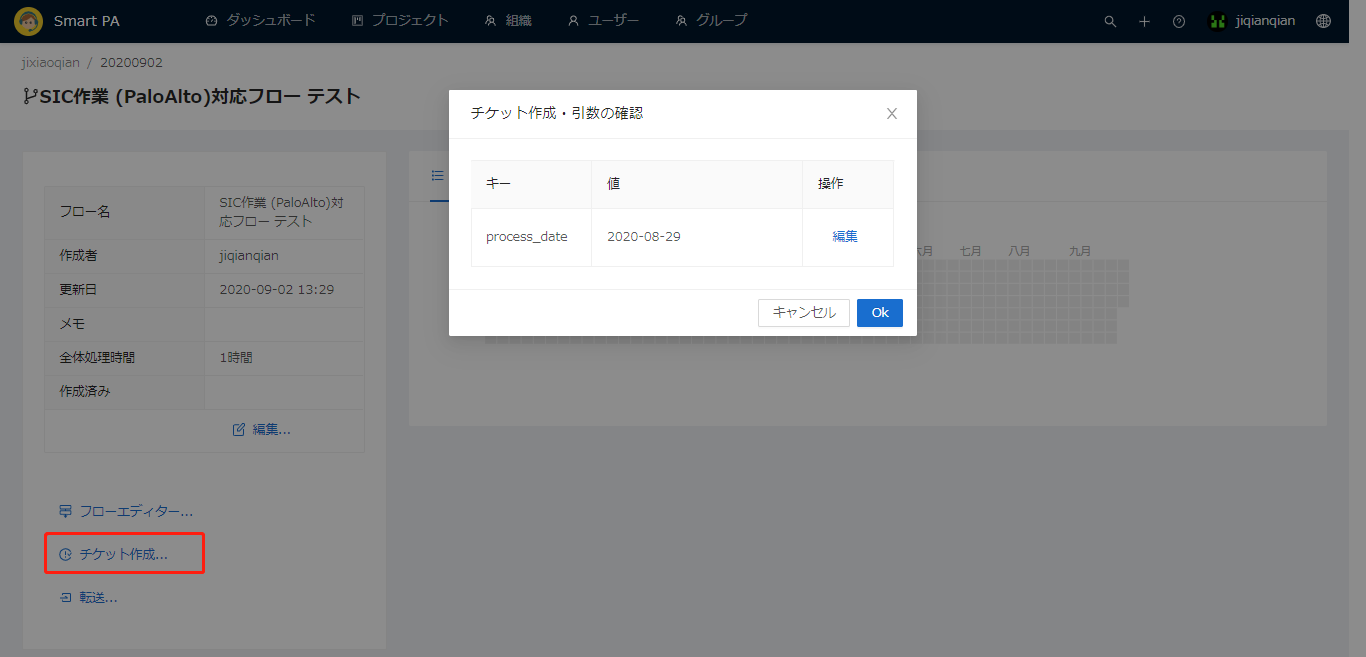 Smart PA ダッシュボード プロジェクト 組織 ユーザー グループ jiqianqian
jixiaoqian / 20200902
SIC作業 (PaloAlto)対応フロー テスト
チケット作成・引数の確認
キー 値 操作
process_date 2020-08-29 編集
キャンセル Ok
フロー名 SIC作業 (PaloAlto)対
応フロー テスト
作成者 jiqianqian
更新日 2020-09-02 13:29
メモ
全体処理時間 1時間
作成済み
編集...
フローエディター...
チケット作成...
転送...
月 七月 八月 九月